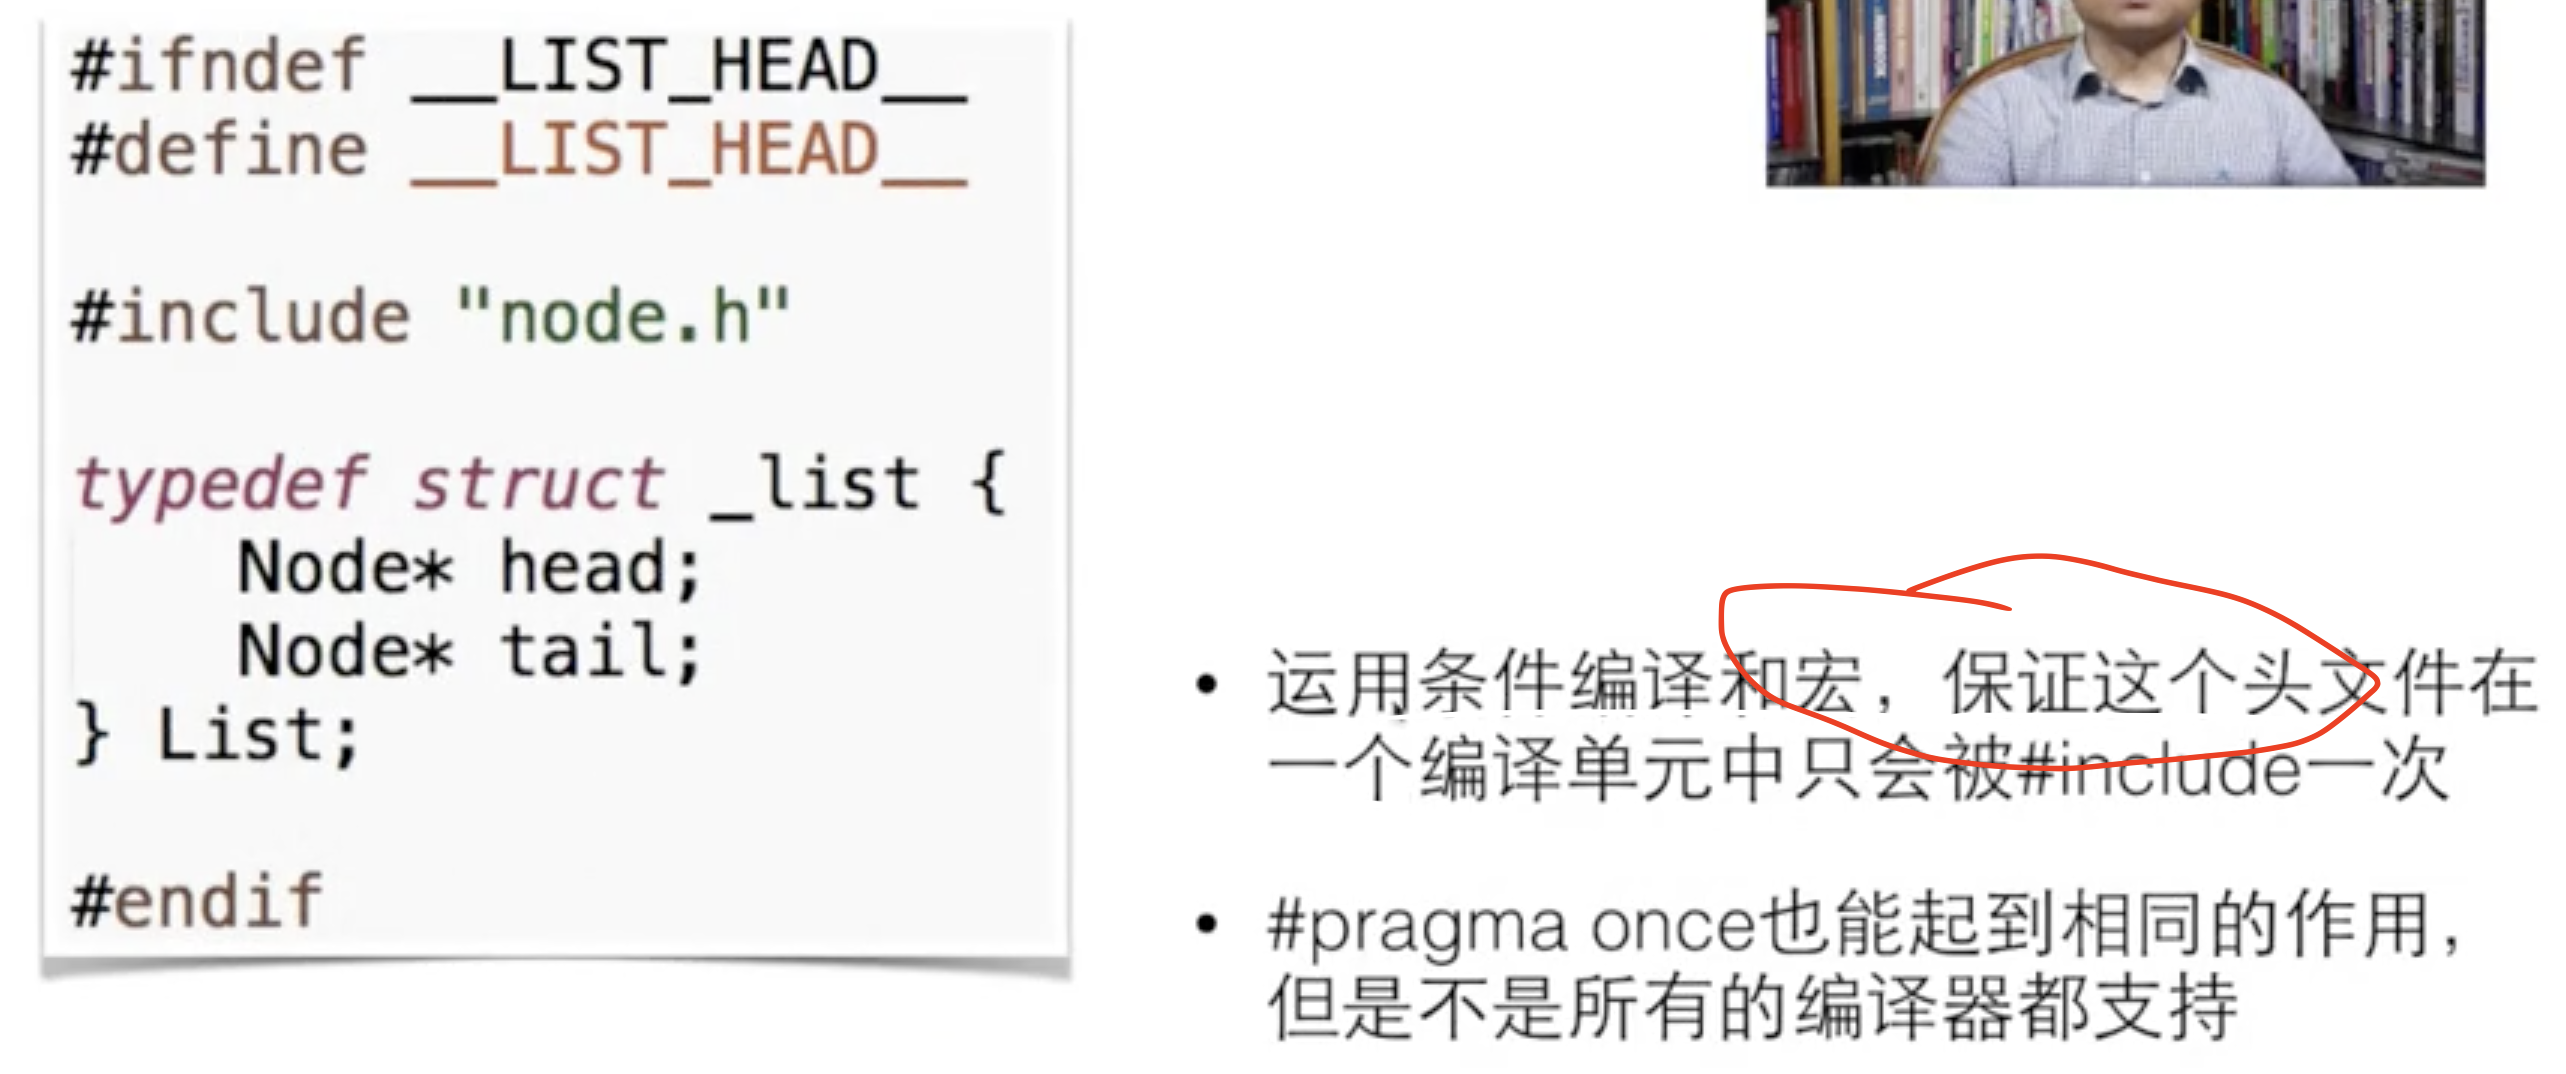 #ifndef __LIST_HEAD__
#define __LIST_HEAD__
#include "node.h"
typedef struct _list {
    Node* head;
    Node* tail;
} List;
#endif
• 运用条件编译和宏，保证这个头文件在
一个编译单元中只会被#include一次
• #pragma once也能起到相同的作用，
但是不是所有的编译器都支持